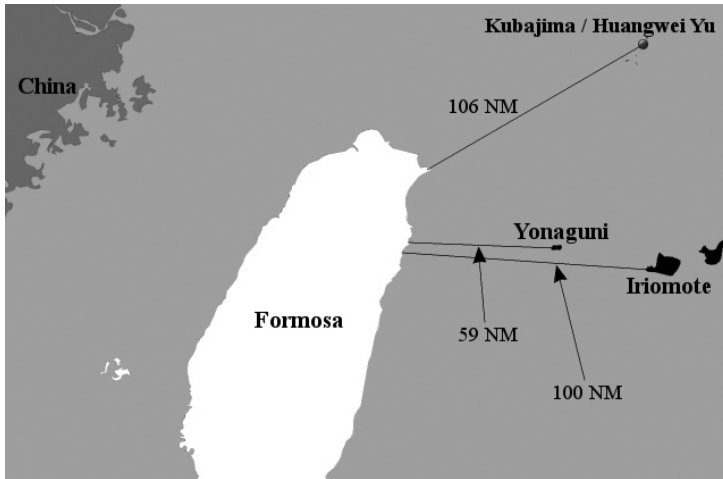 Kubajima / Huangwei Yu
China
106 NM
Yonaguni
Iriomote
Formosa
59 NM
100 NM